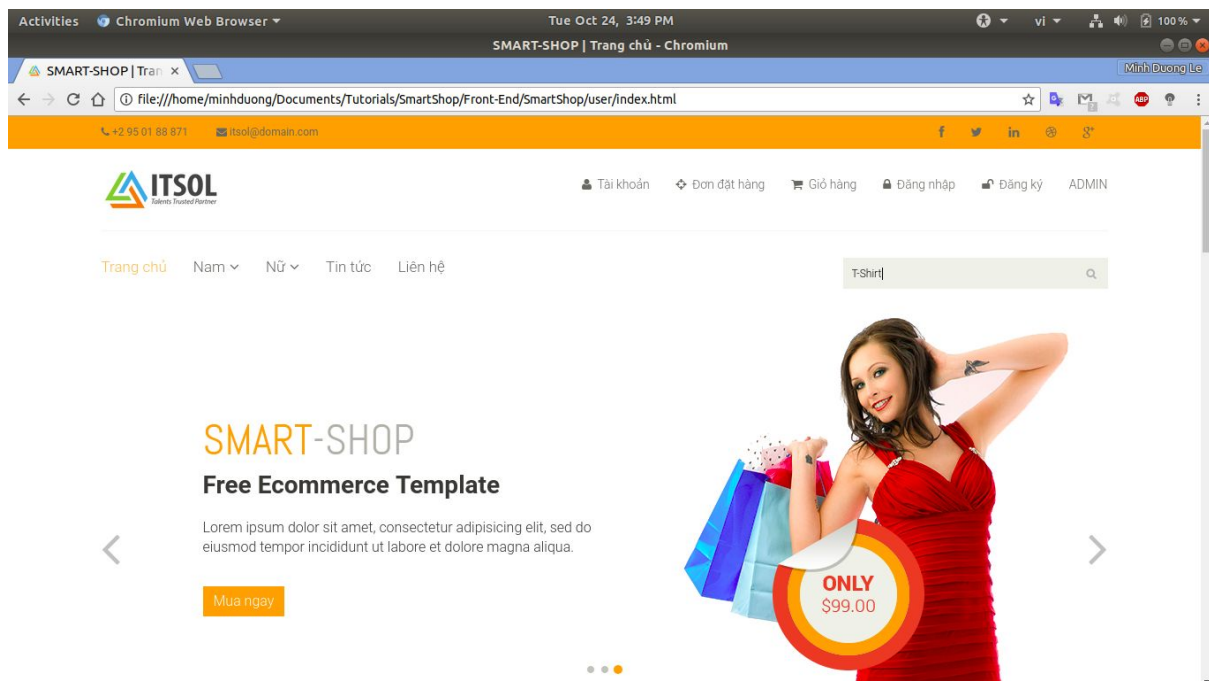 Activities Chromium Web Browser Tue Oct 24, 3:49 PM vi 100 %
SMART-SHOP | Trang chủ - Chromium
SMART-SHOP | Tran Minh Duong Le
file:///home/minhduong/Documents/Tutorials/SmartShop/Front-End/SmartShop/user/index.html ABP
+2 95 01 88 871 itsol@domain.com
ITSOL
Talents Trusted Partner
Tài khoản Đơn đặt hàng Giỏ hàng Đăng nhập Đăng ký ADMIN
Trang chủ Nam Nữ Tin tức Liên hệ T-Shirt
SMART-SHOP
Free Ecommerce Template
Lorem ipsum dolor sit amet, consectetur adipisicing elit, sed do
eiusmod tempor incididunt ut labore et dolore magna aliqua.
Mua ngay
ONLY
$99.00